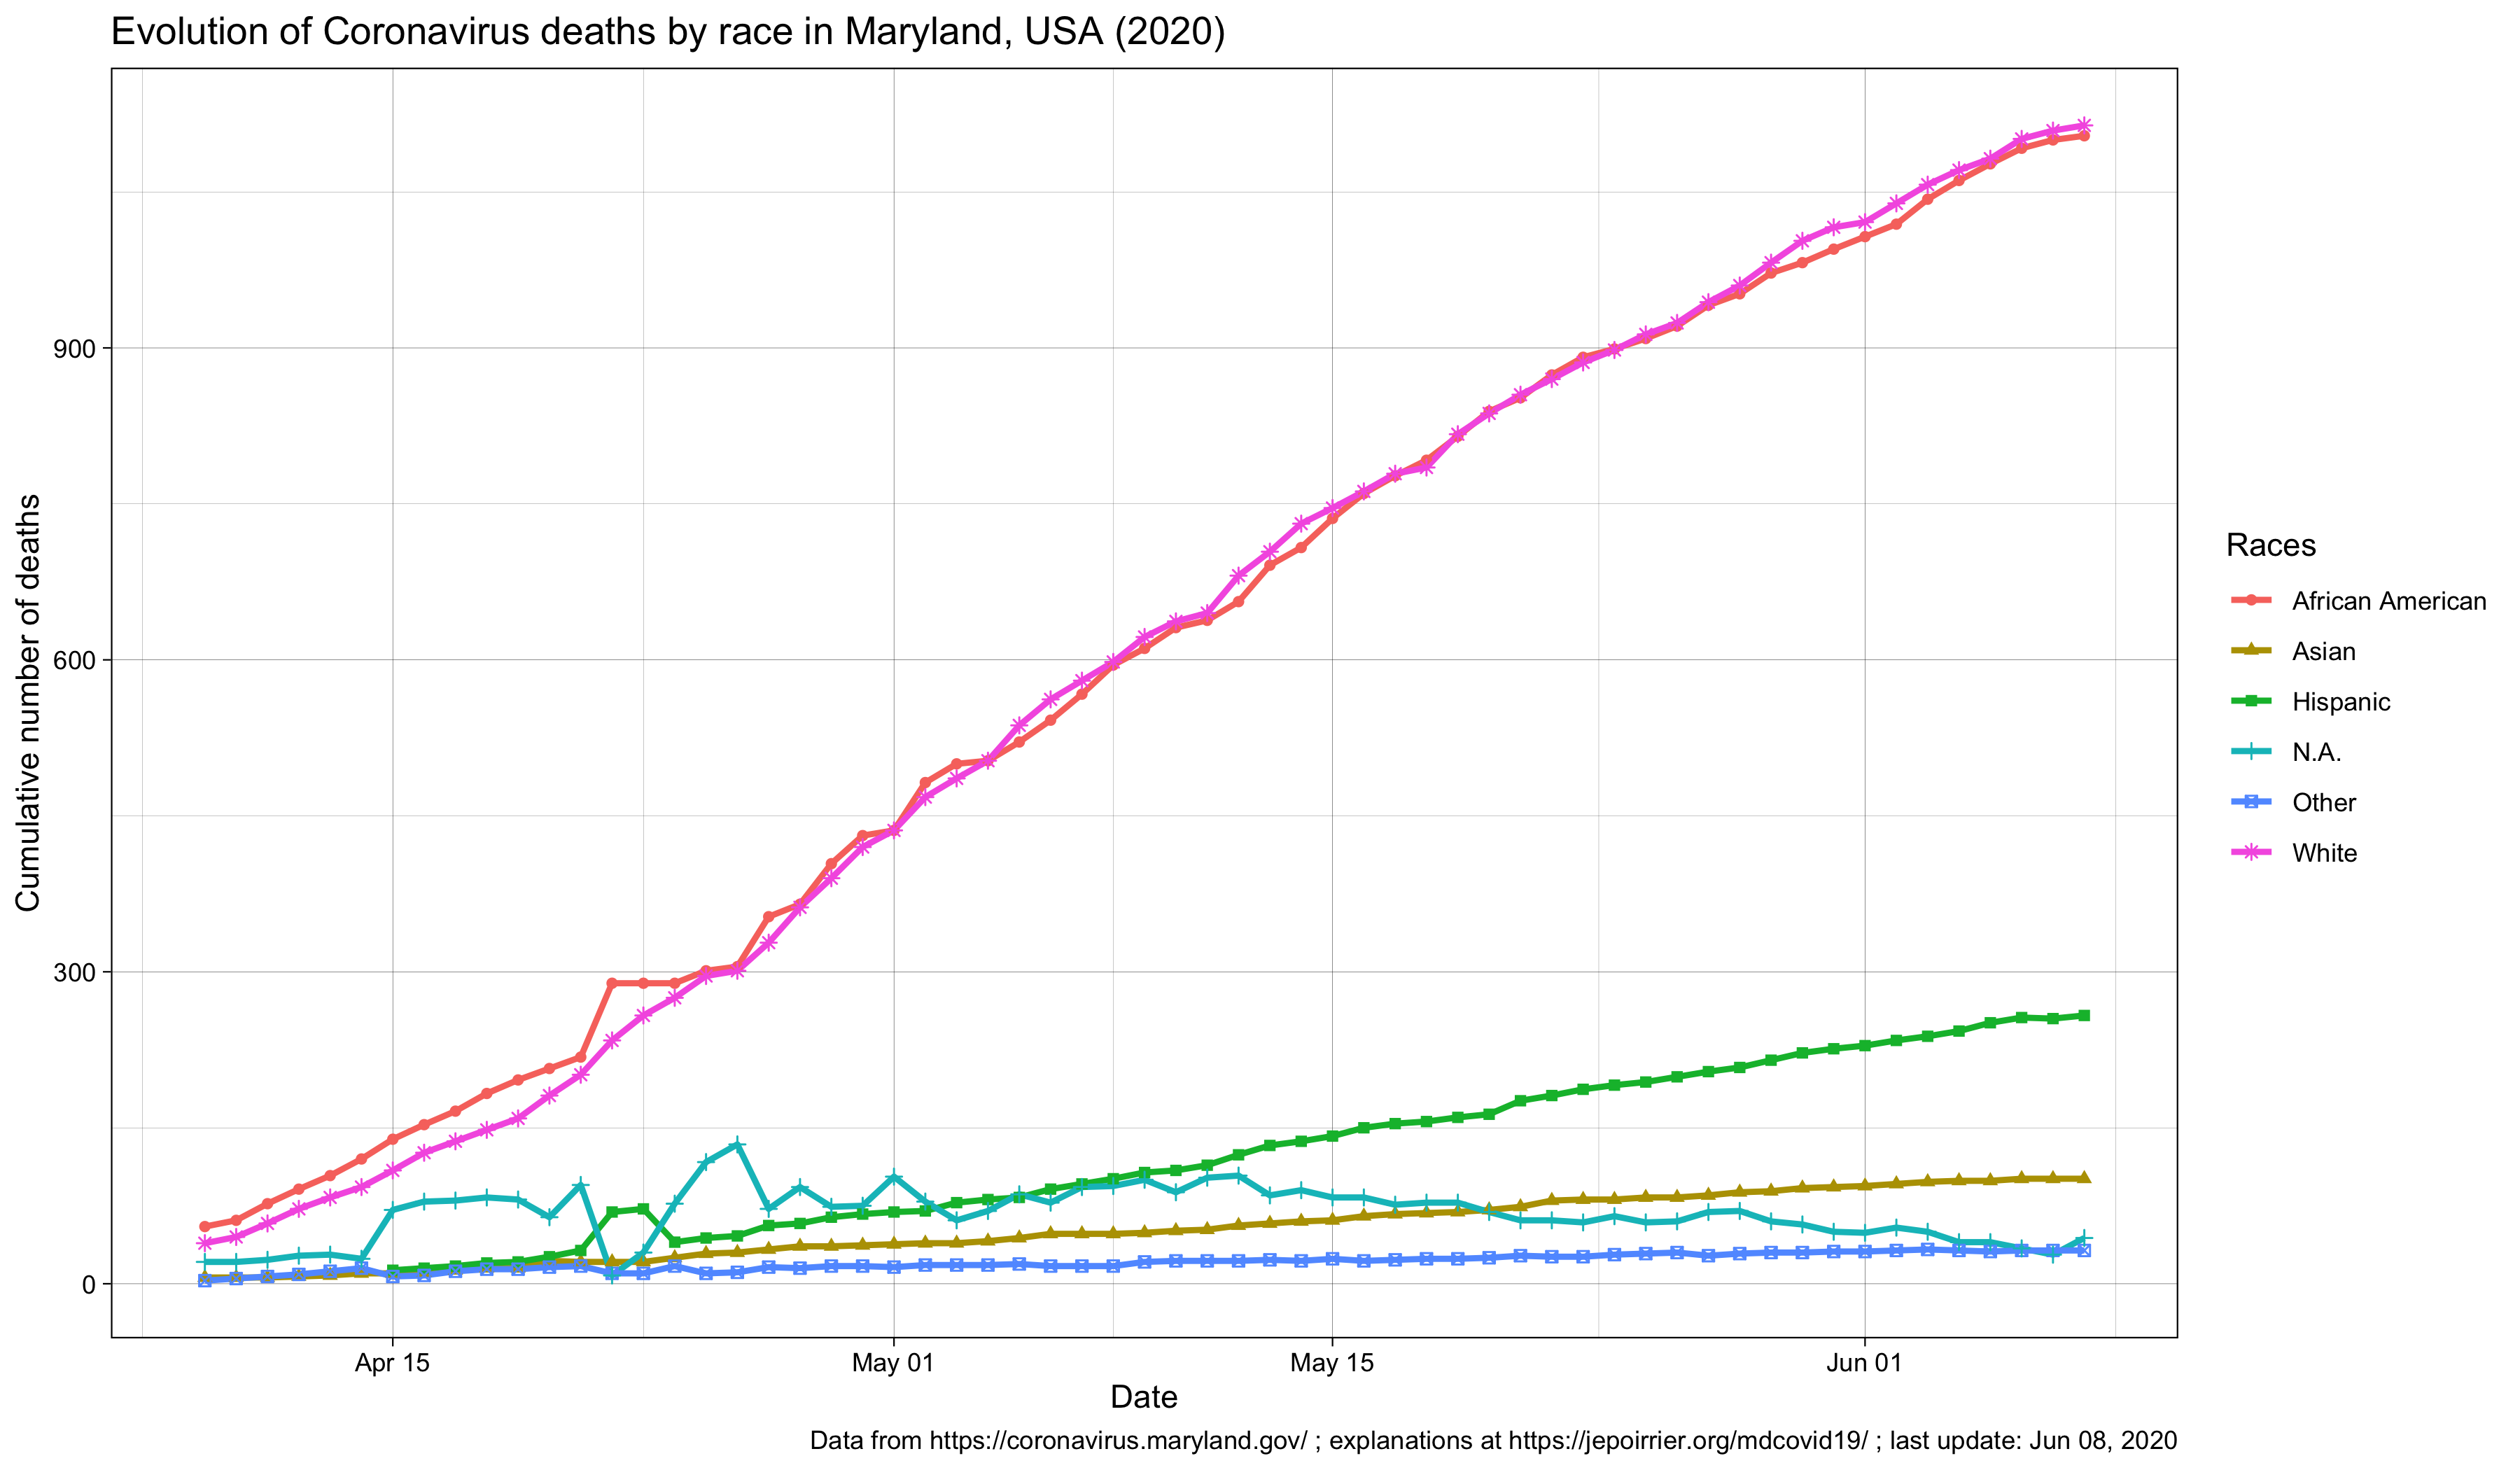 Evolution of Coronavirus deaths by race in Maryland, USA (2020)
Cumulative number of deaths
900
600
300
0
Apr 15
May 01
May 15
Jun 01
Date
Races
African American
Asian
Hispanic
N.A.
Other
White
Data from https://coronavirus.maryland.gov/ ; explanations at https://jepoirrier.org/mdcovid19/ ; last update: Jun 08, 2020